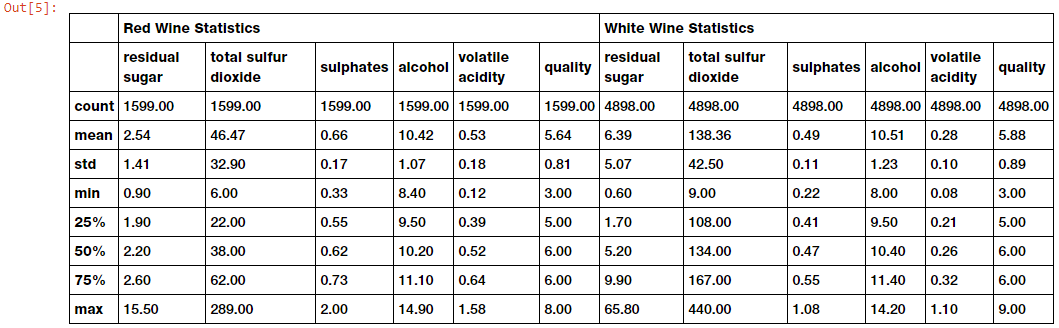 Out[5]:
Red Wine Statistics White Wine Statistics
residual sugar total sulfur dioxide sulphates alcohol volatile acidity quality residual sugar total sulfur dioxide sulphates alcohol volatile acidity quality
count 1599.00 1599.00 1599.00 1599.00 1599.00 1599.00 4898.00 4898.00 4898.00 4898.00 4898.00 4898.00
mean 2.54 46.47 0.66 10.42 0.53 5.64 6.39 138.36 0.49 10.51 0.28 5.88
std 1.41 32.90 0.17 1.07 0.18 0.81 5.07 42.50 0.11 1.23 0.10 0.89
min 0.90 6.00 0.33 8.40 0.12 3.00 0.60 9.00 0.22 8.00 0.08 3.00
25% 1.90 22.00 0.55 9.50 0.39 5.00 1.70 108.00 0.41 9.50 0.21 5.00
50% 2.20 38.00 0.62 10.20 0.52 6.00 5.20 134.00 0.47 10.40 0.26 6.00
75% 2.60 62.00 0.73 11.10 0.64 6.00 9.90 167.00 0.55 11.40 0.32 6.00
max 15.50 289.00 2.00 14.90 1.58 8.00 65.80 440.00 1.08 14.20 1.10 9.00